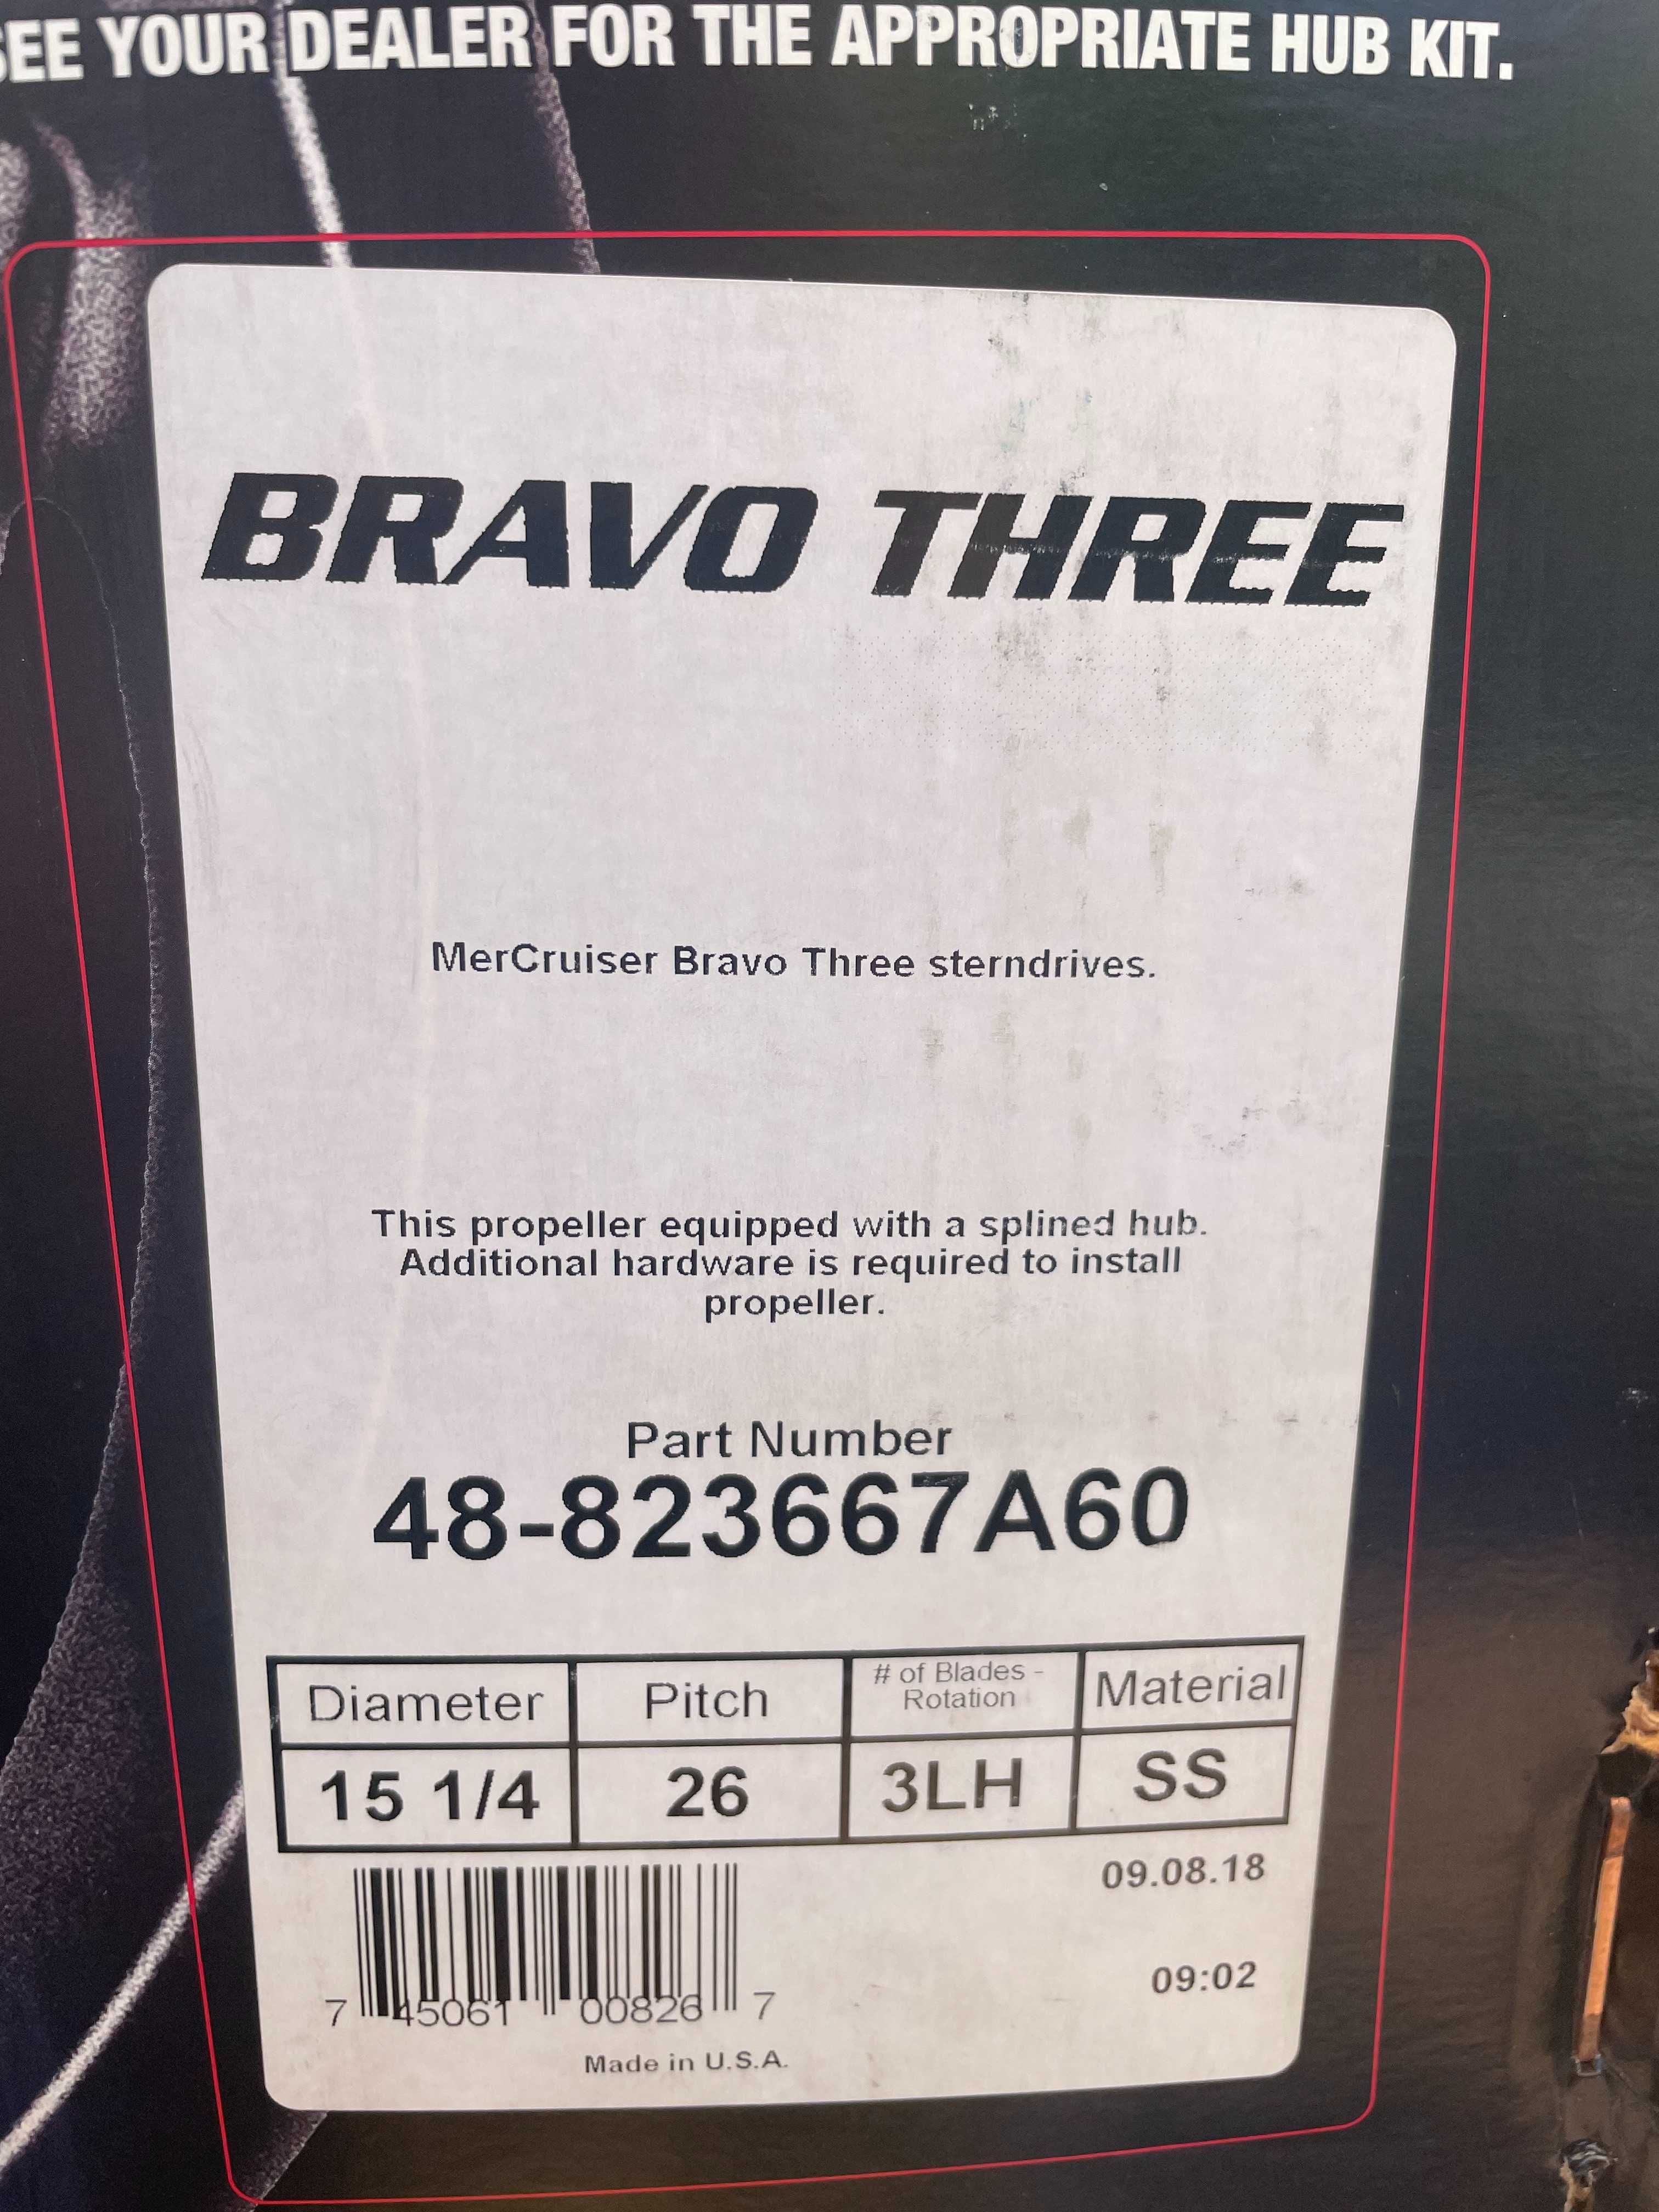 SEE YOUR DEALER FOR THE APPROPRIATE HUB KIT.
BRAVO THREE
MerCruiser Bravo Three sterndrives.
This propeller equipped with a splined hub.
Additional hardware is required to install
propeller.
Part Number
48-823667A60
Diameter Pitch # of Blades - Rotation Material
15 1/4 26 3LH SS
09.08.18
09:02
7 45061 00826 7
Made in U.S.A.